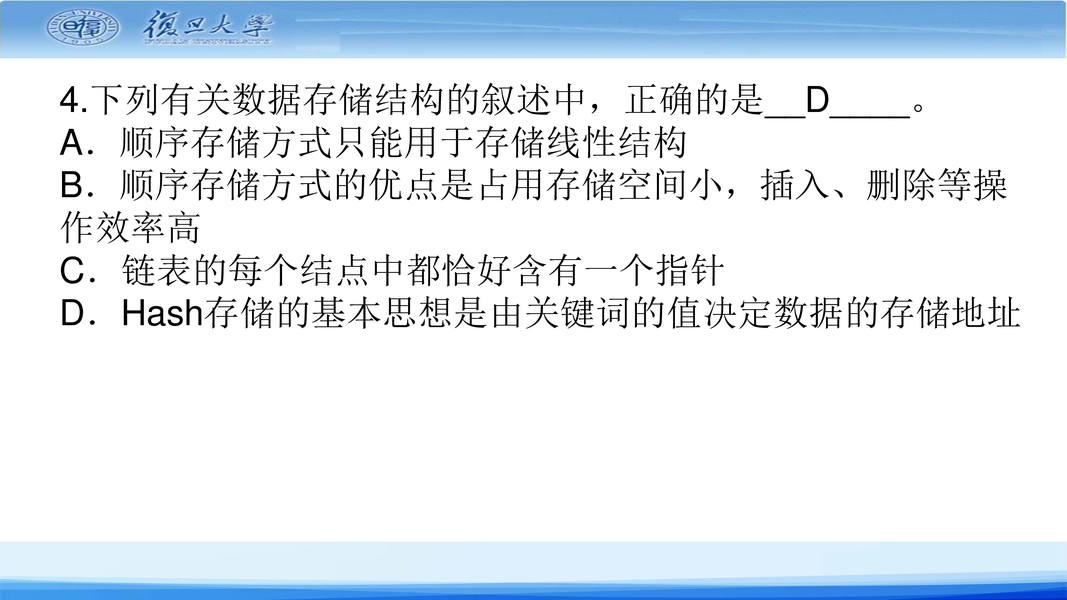 復旦大學
FUDAN UNIVERSITY
4.下列有关数据存储结构的叙述中，正确的是__D____。
A．顺序存储方式只能用于存储线性结构
B．顺序存储方式的优点是占用存储空间小，插入、删除等操
作效率高
C．链表的每个结点中都恰好含有一个指针
D．Hash存储的基本思想是由关键词的值决定数据的存储地址